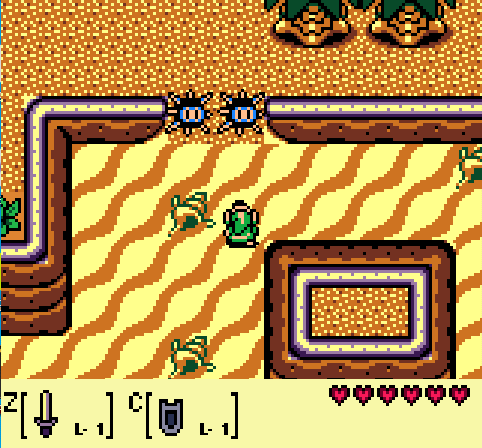 Z[ L-1 ] C[ L-1 ]